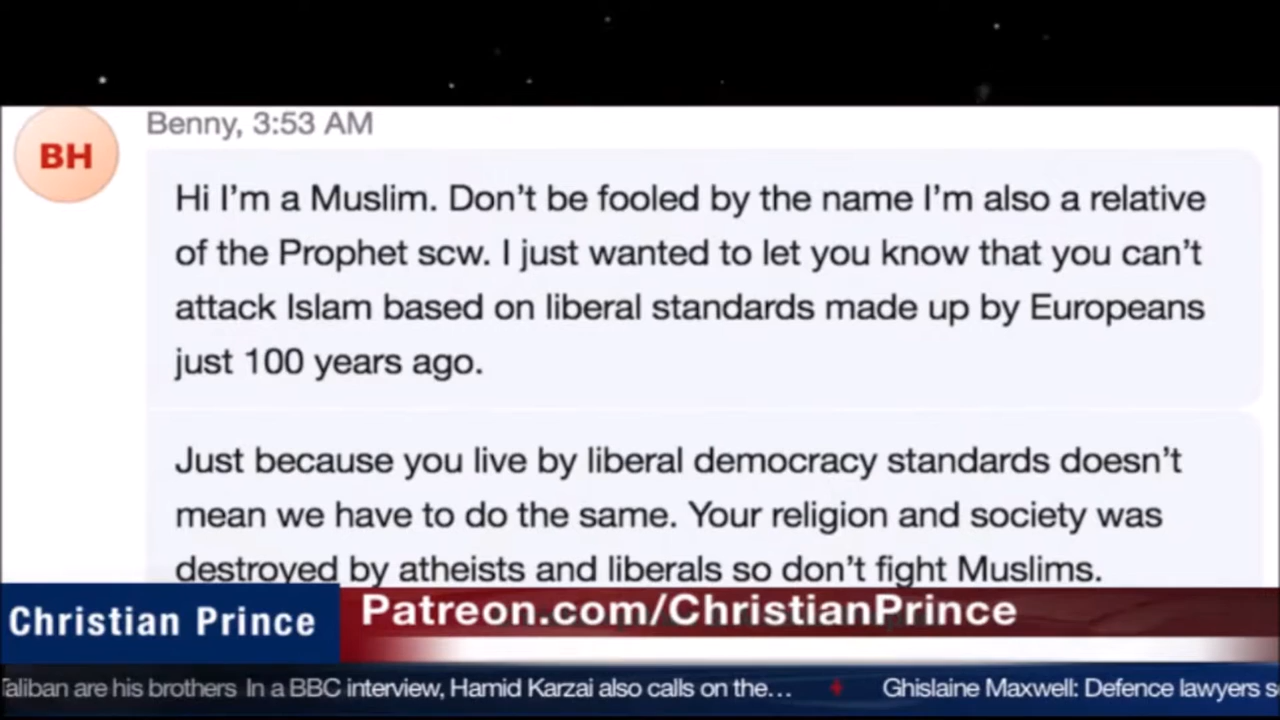 Benny, 3:53 AM
BH
Hi I'm a Muslim. Don't be fooled by the name I'm also a relative
of the Prophet scw. I just wanted to let you know that you can't
attack Islam based on liberal standards made up by Europeans
just 100 years ago.
Just because you live by liberal democracy standards doesn't
mean we have to do the same. Your religion and society was
destroyed by atheists and liberals so don't fight Muslims.
Christian Prince
Patreon.com/ChristianPrince
Taliban are his brothers In a BBC interview, Hamid Karzai also calls on the... Ghislaine Maxwell: Defence lawyers s